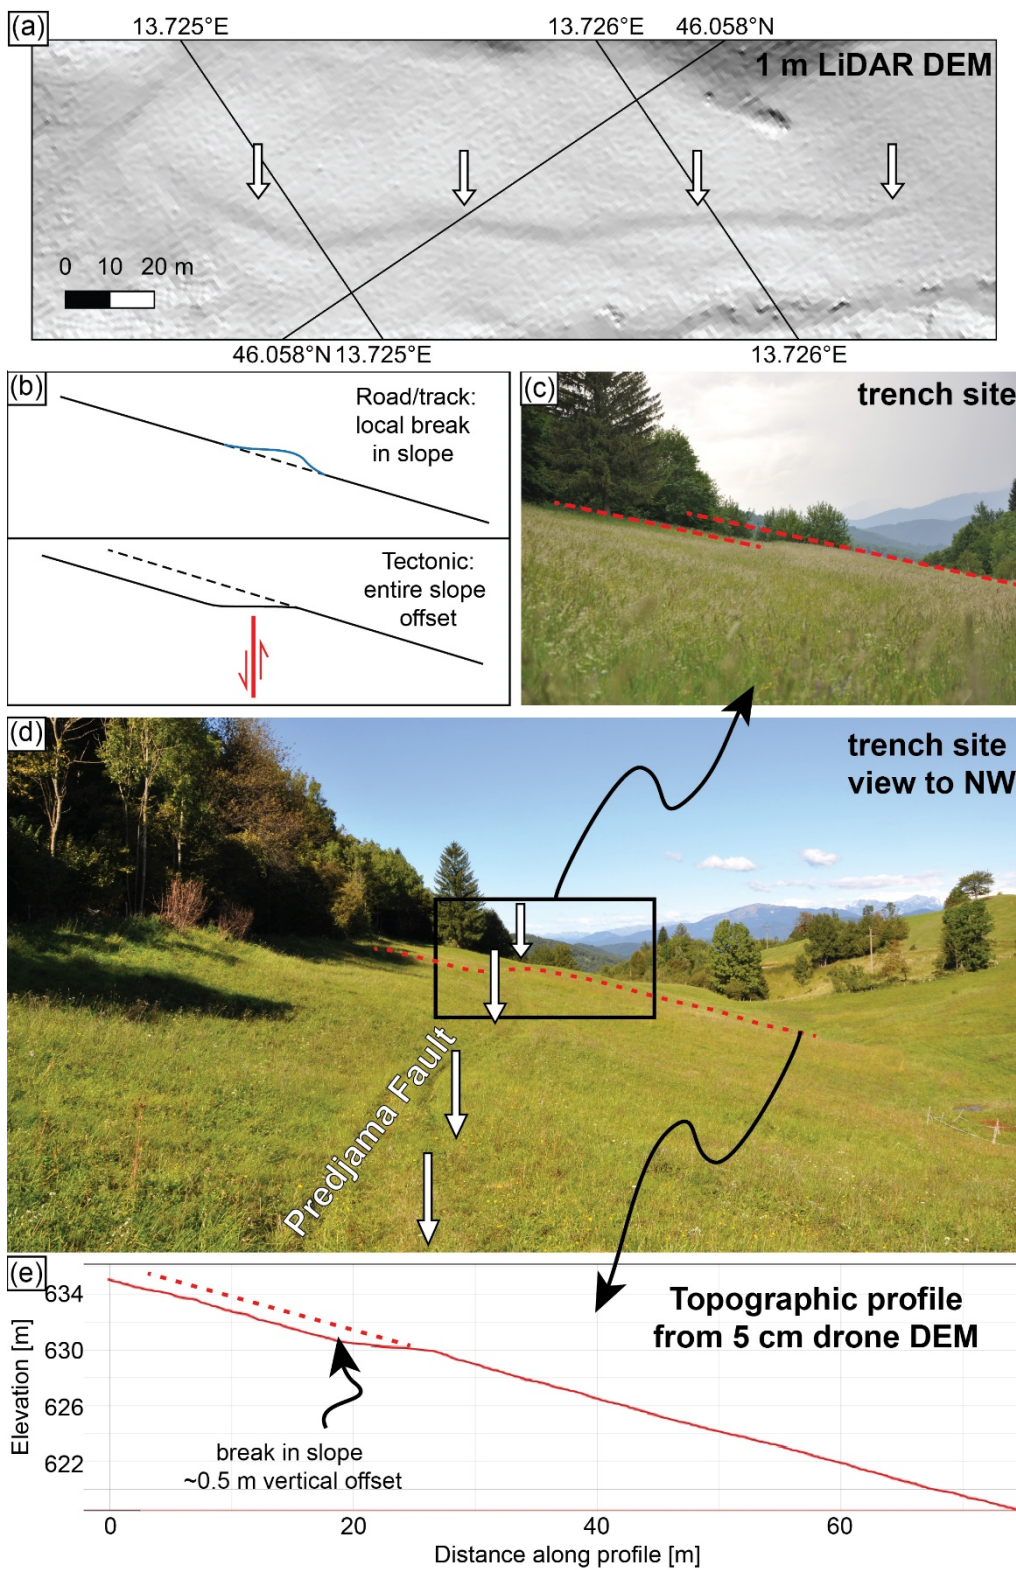 (a)
13.725°E
13.726°E
46.058°N
1 m LiDAR DEM
0 10 20 m
46.058°N
13.725°E
13.726°E
(b)
Road/track:
local break
in slope
Tectonic:
entire slope
offset
(c)
trench site
(d)
trench site
view to NW
Predjama Fault
(e)
Topographic profile
from 5 cm drone DEM
Elevation [m]
634
630
626
622
break in slope
~0.5 m vertical offset
0 20 40 60
Distance along profile [m]